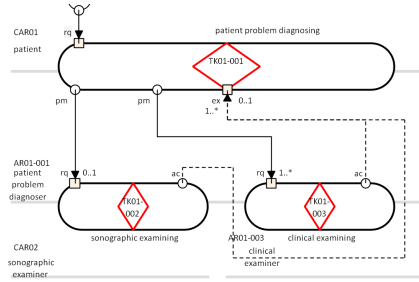 CAR01
patient
rq
patient problem diagnosing
TK01-001
pm
pm
ex
0..1
1..*
AR01-001
patient
problem
diagnoser
rq
0..1
ac
rq
1..*
ac
TK01-
002
TK01-
003
sonographic examining
AR01-003
clinical examining
clinical
examiner
CAR02
sonographic
examiner